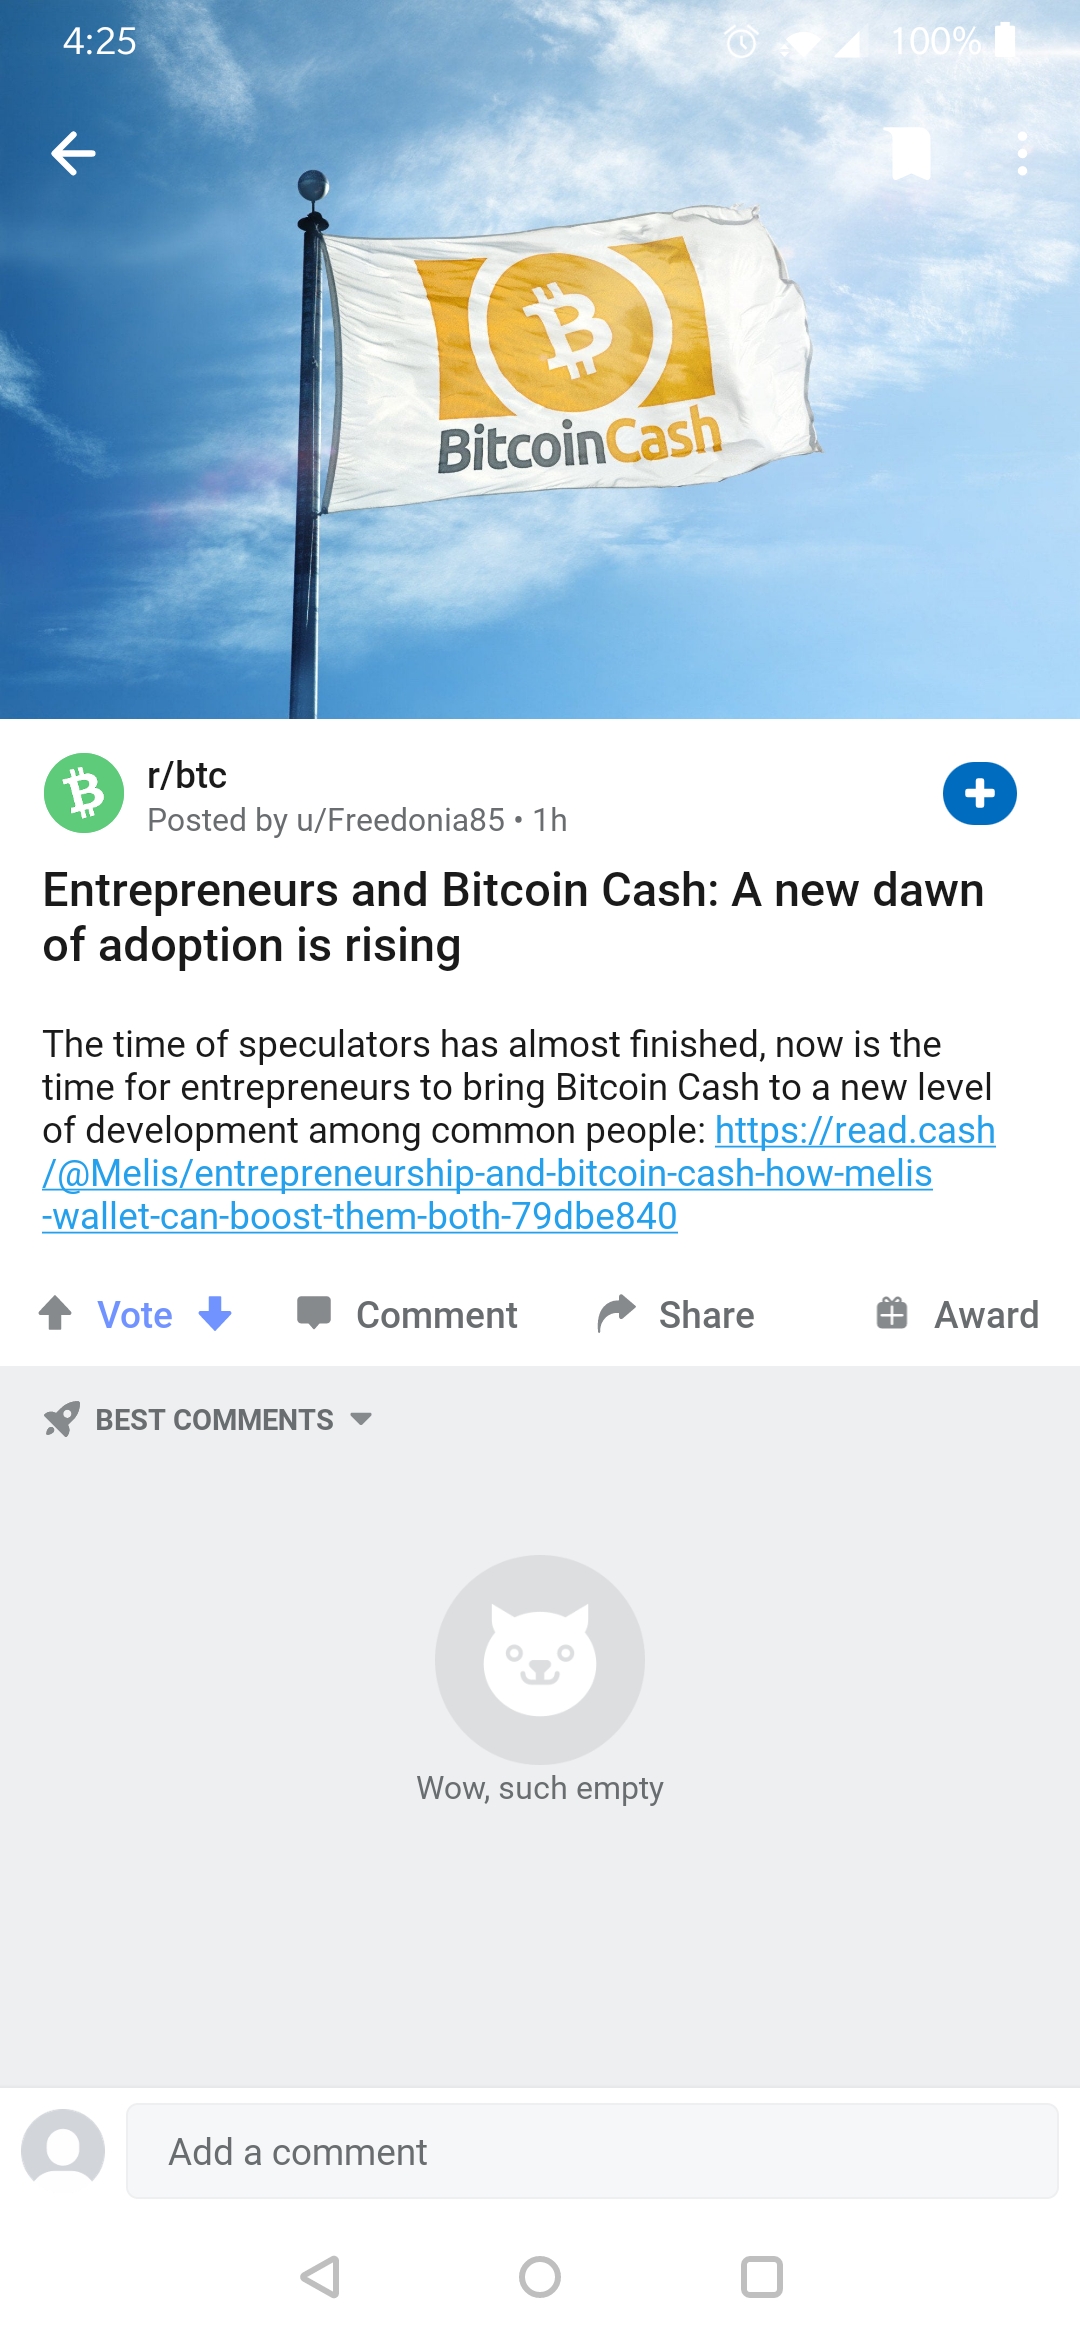 4:25
100%
BitcoinCash
r/btc
Posted by u/Freedonia85 • 1h
Entrepreneurs and Bitcoin Cash: A new dawn
of adoption is rising
The time of speculators has almost finished, now is the
time for entrepreneurs to bring Bitcoin Cash to a new level
of development among common people: https://read.cash
/@Melis/entrepreneurship-and-bitcoin-cash-how-melis
-wallet-can-boost-them-both-79dbe840
Vote
Comment
Share
Award
BEST COMMENTS
Wow, such empty
Add a comment